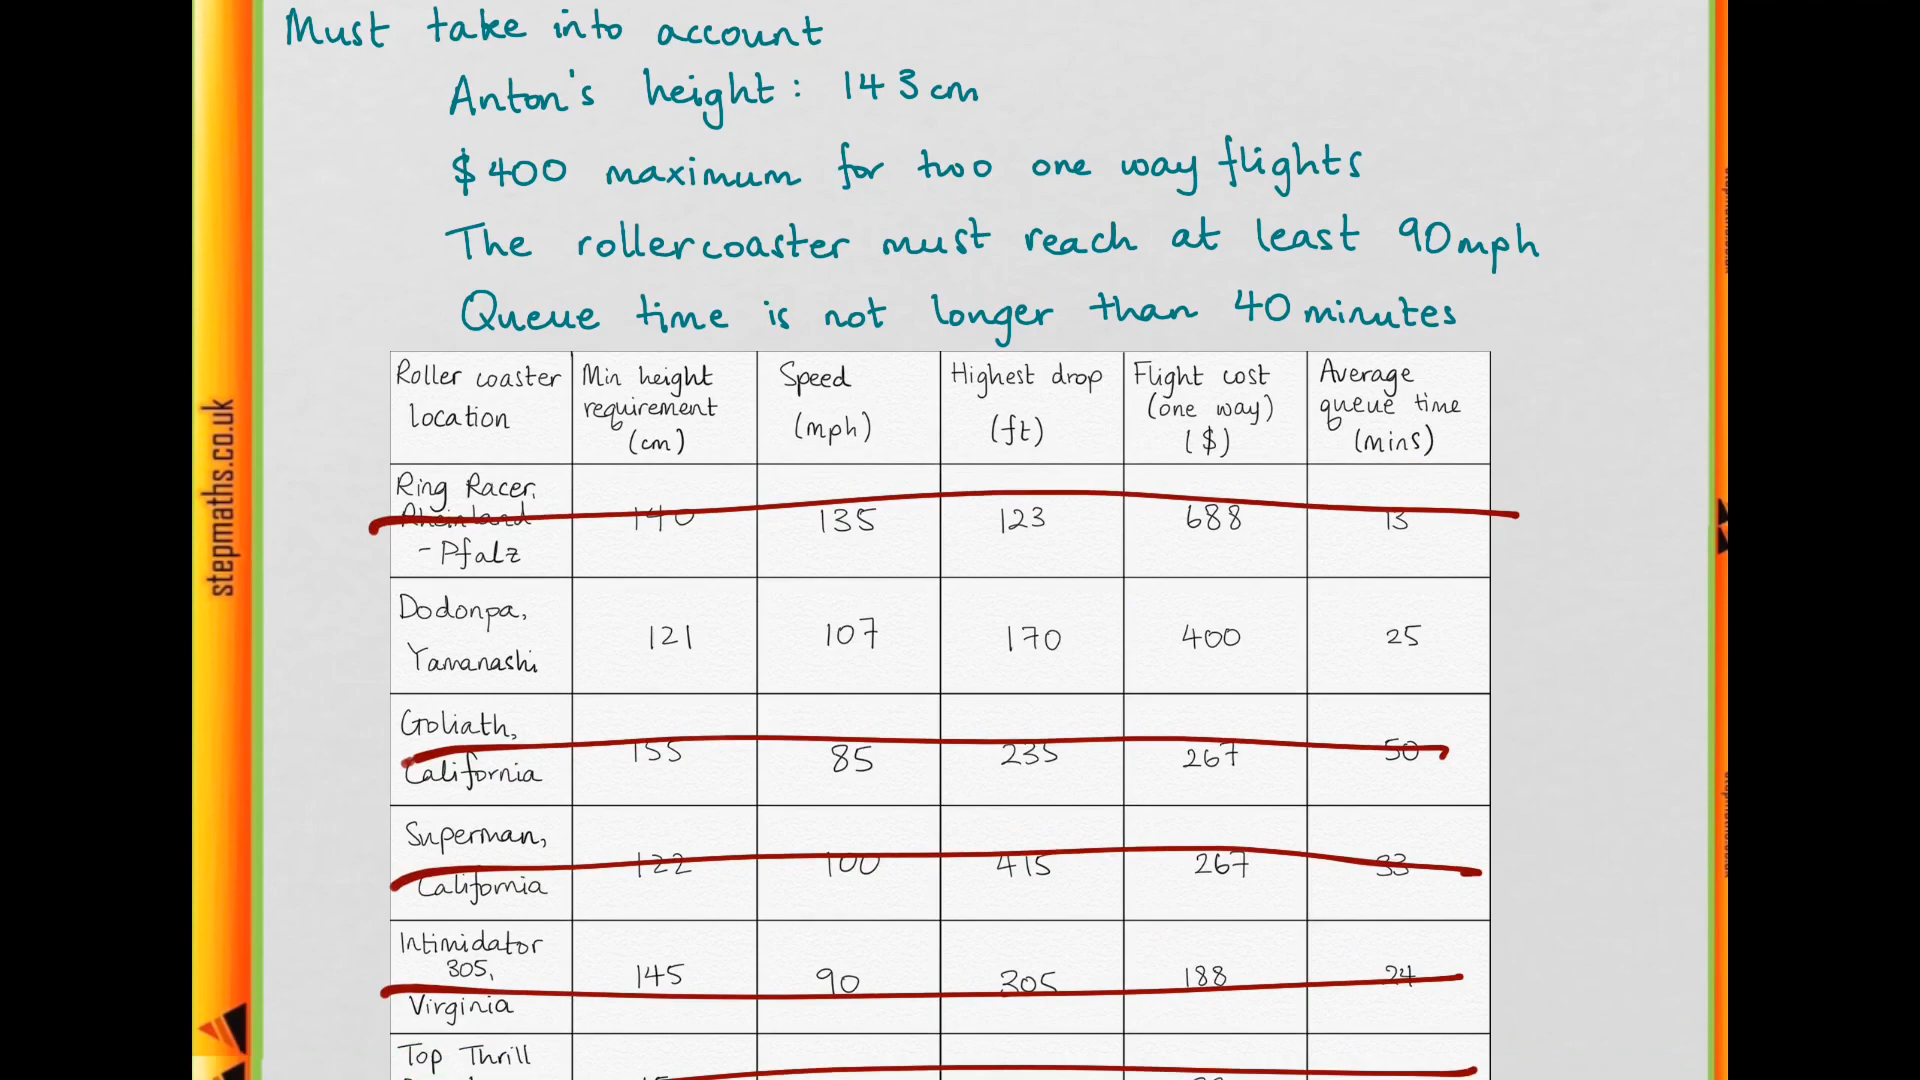 Must take into account
Anton's height: 143cm
$400 maximum for two one way flights
The rollercoaster must reach at least 90mph
Queue time is not longer than 40 minutes
Roller coaster location Min height requirement (cm) Speed (mph) Highest drop (ft) Flight cost (one way) ($) Average queue time (mins)
Ring Racer, Rheinland - Pfalz 140 135 123 688 13
Dodonpa, Yamanashi 121 107 170 400 25
Goliath, California 155 85 235 267 50
Superman, California 122 100 415 267 33
Intimidator 305, Virginia 145 90 305 188 24
Top Thrill
stepmaths.co.uk